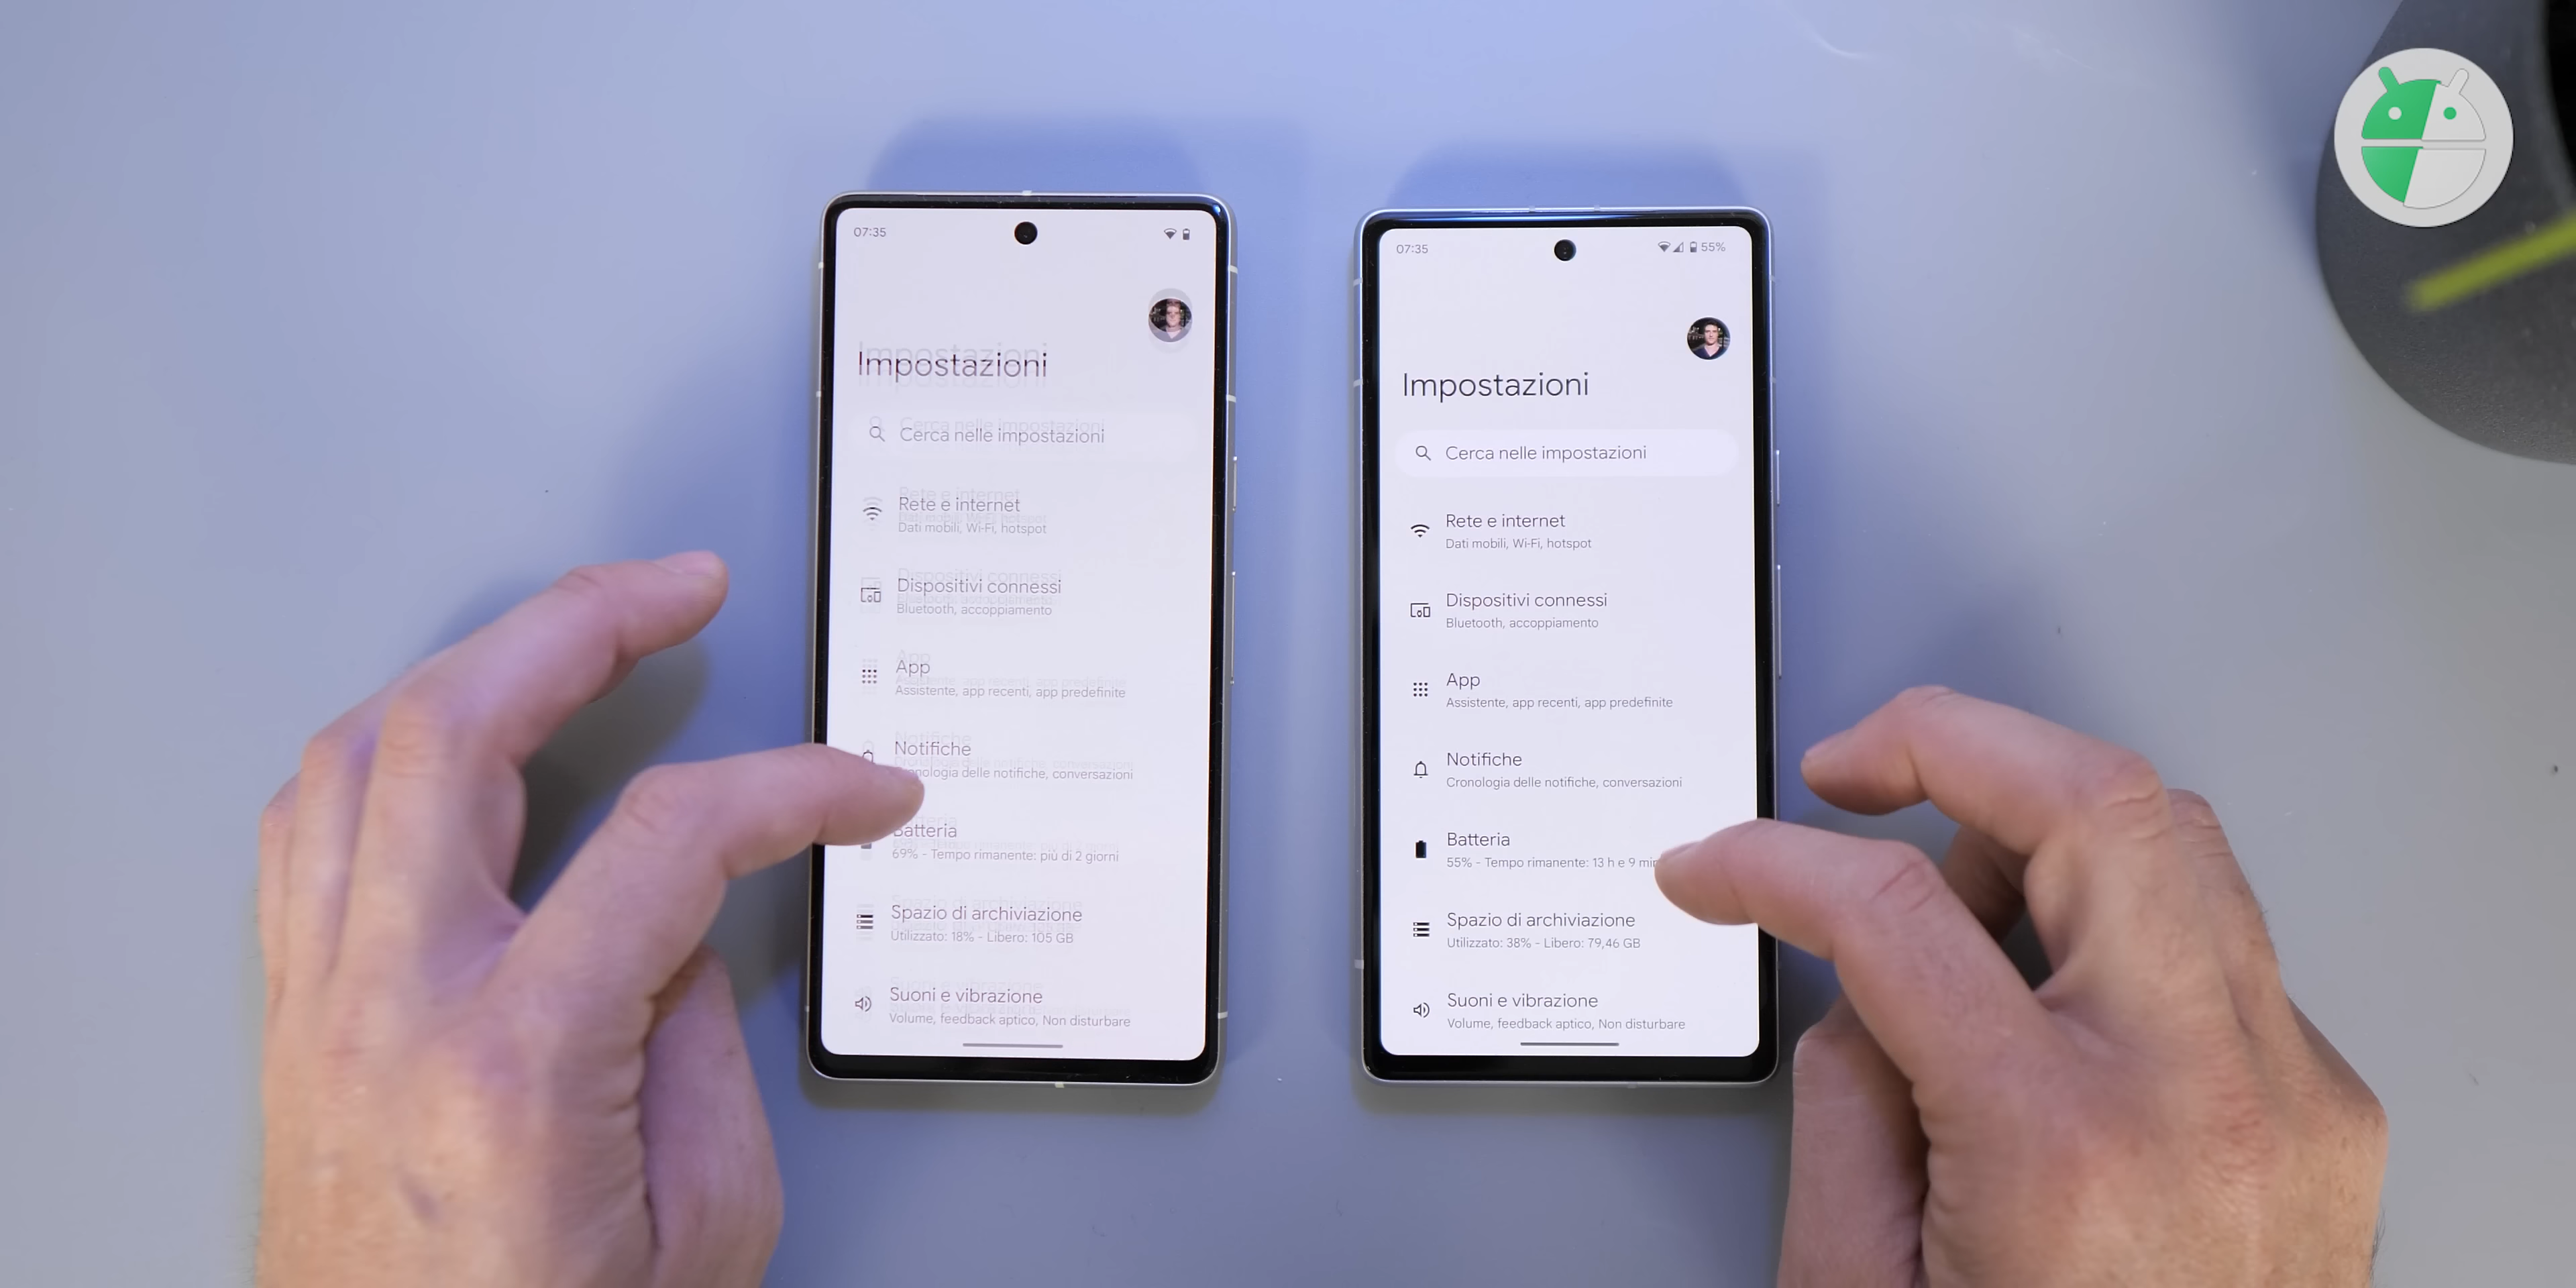 07:35
Impostazioni
Cerca nelle impostazioni
Rete e internet
Dati mobili, Wi-Fi, hotspot
Dispositivi connessi
Bluetooth, accoppiamento
App
Assistente, app recenti, app predefinite
Notifiche
delle notifiche, conversazioni
Batteria
69% - Tempo rimanente: più di 2 giorni
Spazio di archiviazione
Utilizzato: 18% - Libero: 105 GB
Suoni e vibrazione
Volume, feedback aptico, Non disturbare
07:35
55%
Impostazioni
Cerca nelle impostazioni
Rete e internet
Dati mobili, Wi-Fi, hotspot
Dispositivi connessi
Bluetooth, accoppiamento
App
Assistente, app recenti, app predefinite
Notifiche
Cronologia delle notifiche, conversazioni
Batteria
55% - Tempo rimanente: 13 h e 9
Spazio di archiviazione
Utilizzato: 38% - Libero: 79,46 GB
Suoni e vibrazione
Volume, feedback aptico, Non disturbare